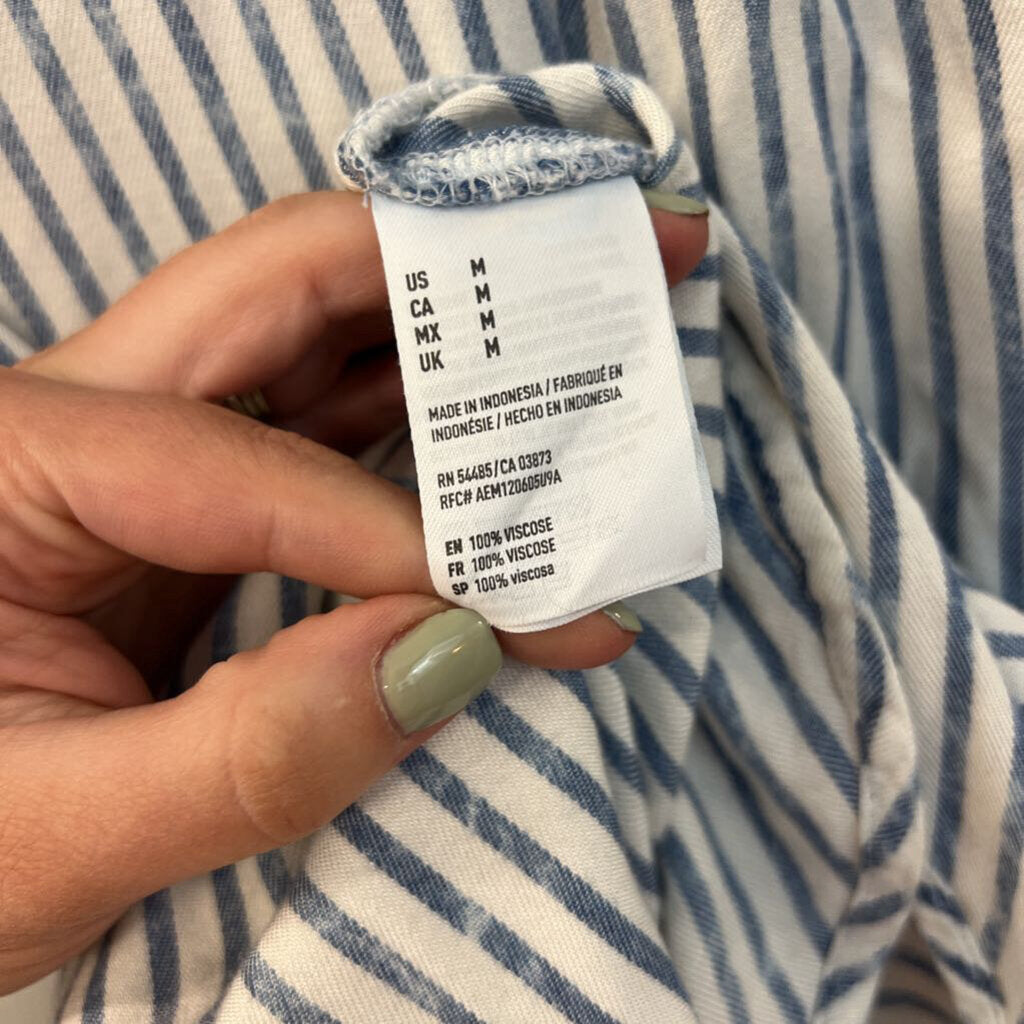 US M
CA M
MX M
UK M
MADE IN INDONESIA / FABRIQUÉ EN
INDONÉSIE / HECHO EN INDONESIA
RN 54485/CA 03873
RFC# AEM120605U9A
EN 100% VISCOSE
FR 100% VISCOSE
SP 100% viscosa